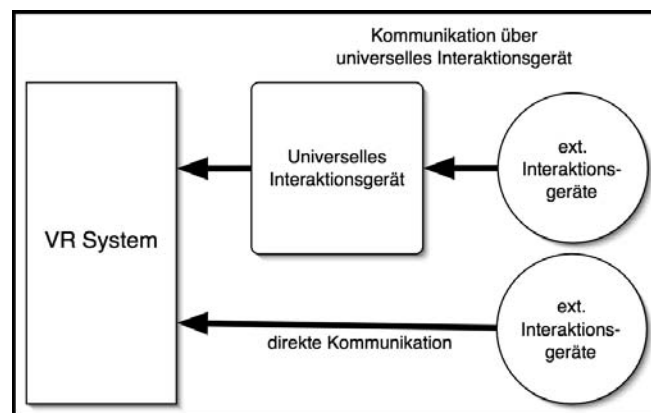 Kommunikation über
universelles Interaktionsgerät
VR System
Universelles
Interaktionsgerät
ext.
Interaktions-
geräte
direkte Kommunikation
ext.
Interaktions-
geräte